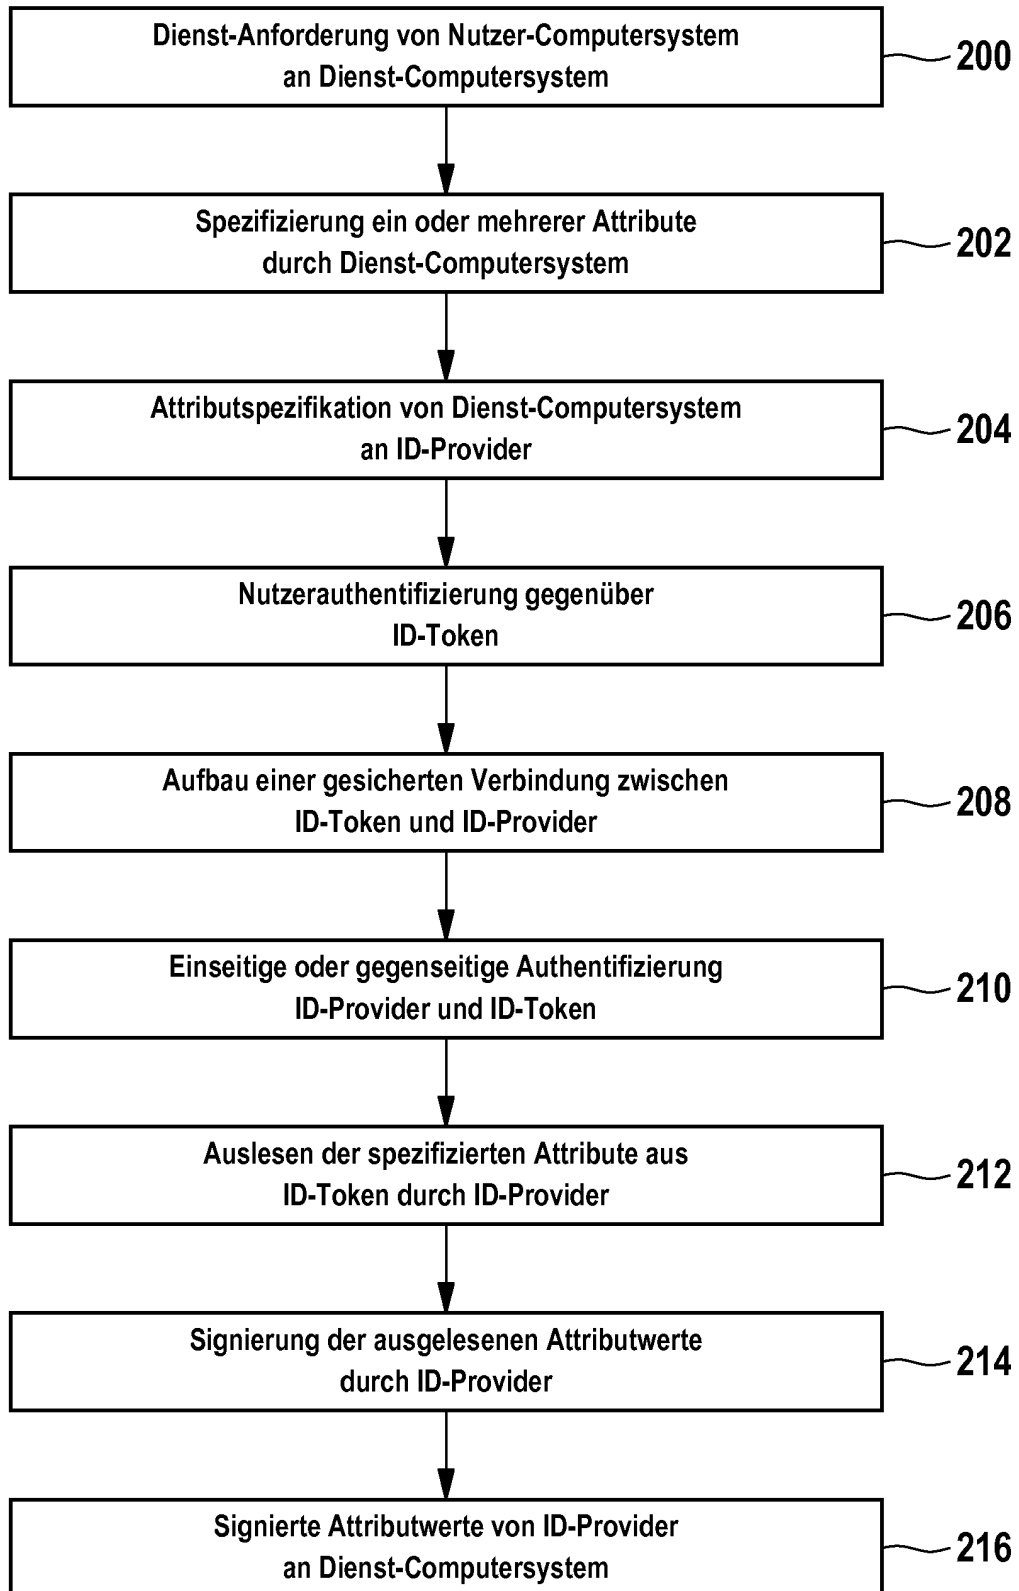 Dienst-Anforderung von Nutzer-Computersystem
an Dienst-Computersystem
200
Spezifizierung ein oder mehrerer Attribute
durch Dienst-Computersystem
202
Attributspezifikation von Dienst-Computersystem
an ID-Provider
204
Nutzerauthentifizierung gegenüber
ID-Token
206
Aufbau einer gesicherten Verbindung zwischen
ID-Token und ID-Provider
208
Einseitige oder gegenseitige Authentifizierung
ID-Provider und ID-Token
210
Auslesen der spezifizierten Attribute aus
ID-Token durch ID-Provider
212
Signierung der ausgelesenen Attributwerte
durch ID-Provider
214
Signierte Attributwerte von ID-Provider
an Dienst-Computersystem
216